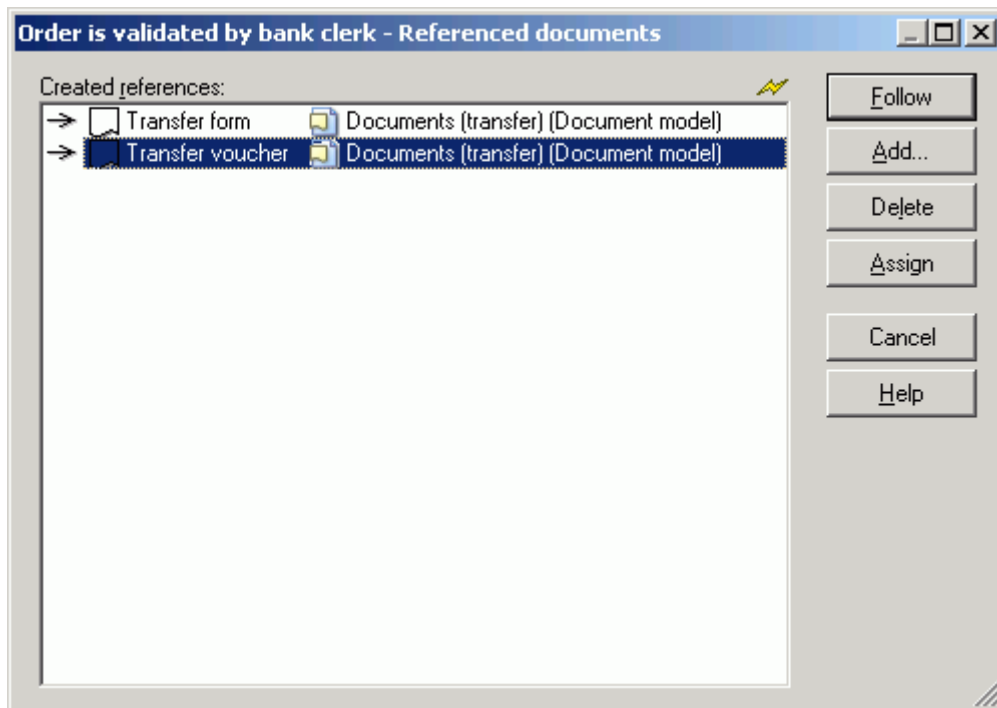 Order is validated by bank clerk - Referenced documents
Created references:
Transfer form Documents (transfer) (Document model)
Transfer voucher Documents (transfer) (Document model)
Follow
Add...
Delete
Assign
Cancel
Help